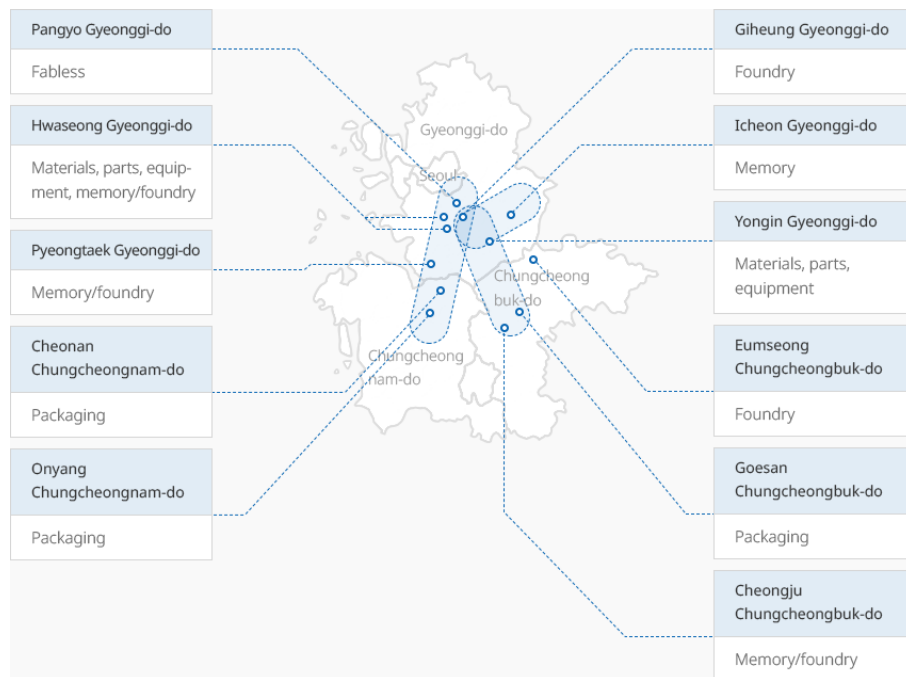 Pangyo Gyeonggi-do
Fabless
Hwaseong Gyeonggi-do
Materials, parts, equip-
ment, memory/foundry
Pyeongtaek Gyeonggi-do
Memory/foundry
Cheonan
Chungcheongnam-do
Packaging
Onyang
Chungcheongnam-do
Packaging
Gyeonggi-do
Seoul
Chungcheong
buk-do
Chungcheong
nam-do
Giheung Gyeonggi-do
Foundry
Icheon Gyeonggi-do
Memory
Yongin Gyeonggi-do
Materials, parts,
equipment
Eumseong
Chungcheongbuk-do
Foundry
Goesan
Chungcheongbuk-do
Packaging
Cheongju
Chungcheongbuk-do
Memory/foundry